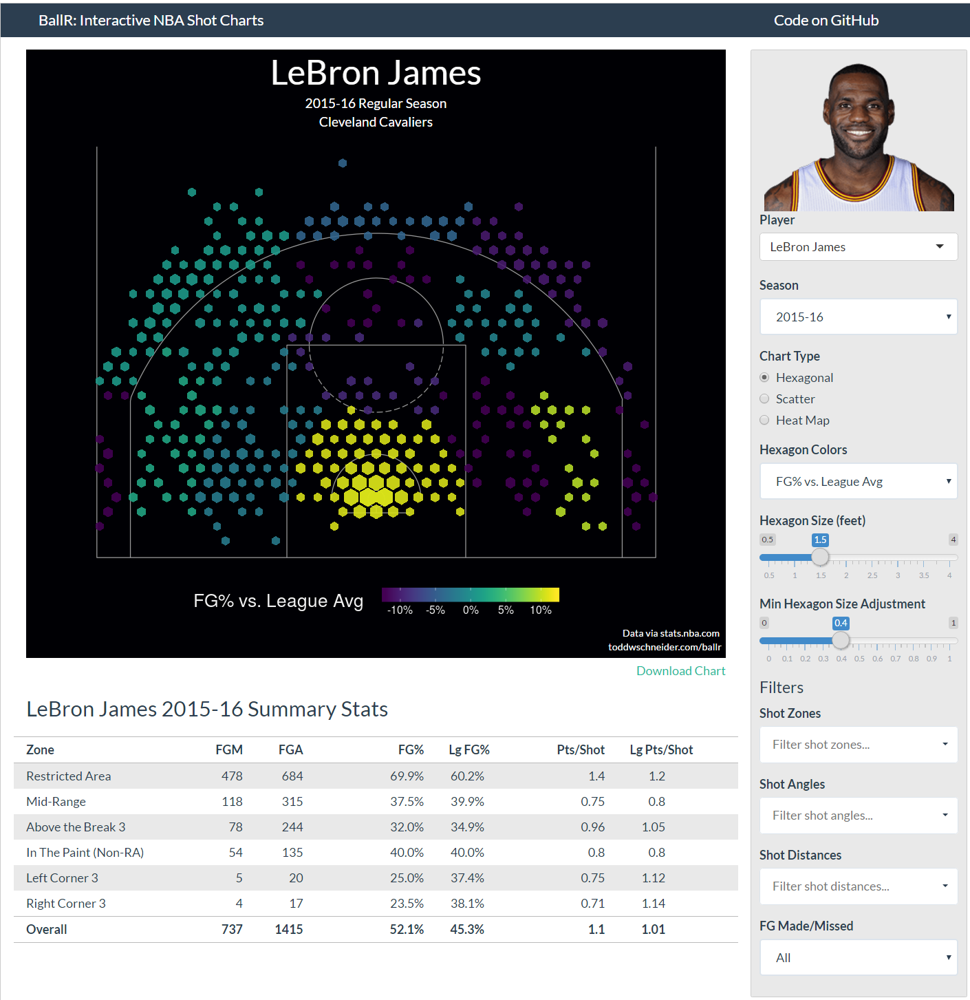 BallR: Interactive NBA Shot Charts
Code on GitHub
LeBron James
2015-16 Regular Season
Cleveland Cavaliers
FG% vs. League Avg
-10% -5% 0% 5% 10%
Data via stats.nba.com
toddwschneider.com/ballr
Download Chart
LeBron James 2015-16 Summary Stats
Zone FGM FGA FG% Lg FG% Pts/Shot Lg Pts/Shot
Restricted Area 478 684 69.9% 60.2% 1.4 1.2
Mid-Range 118 315 37.5% 39.9% 0.75 0.8
Above the Break 3 78 244 32.0% 34.9% 0.96 1.05
In The Paint (Non-RA) 54 135 40.0% 40.0% 0.8 0.8
Left Corner 3 5 20 25.0% 37.4% 0.75 1.12
Right Corner 3 4 17 23.5% 38.1% 0.71 1.14
Overall 737 1415 52.1% 45.3% 1.1 1.01
Player
LeBron James
Season
2015-16
Chart Type
Hexagonal
Scatter
Heat Map
Hexagon Colors
FG% vs. League Avg
Hexagon Size (feet)
0.5 1.5 4
0.5 1 1.5 2 2.5 3 3.5 4
Min Hexagon Size Adjustment
0 0.4 1
0 0.1 0.2 0.3 0.4 0.5 0.6 0.7 0.8 0.9 1
Filters
Shot Zones
Filter shot zones...
Shot Angles
Filter shot angles...
Shot Distances
Filter shot distances...
FG Made/Missed
All